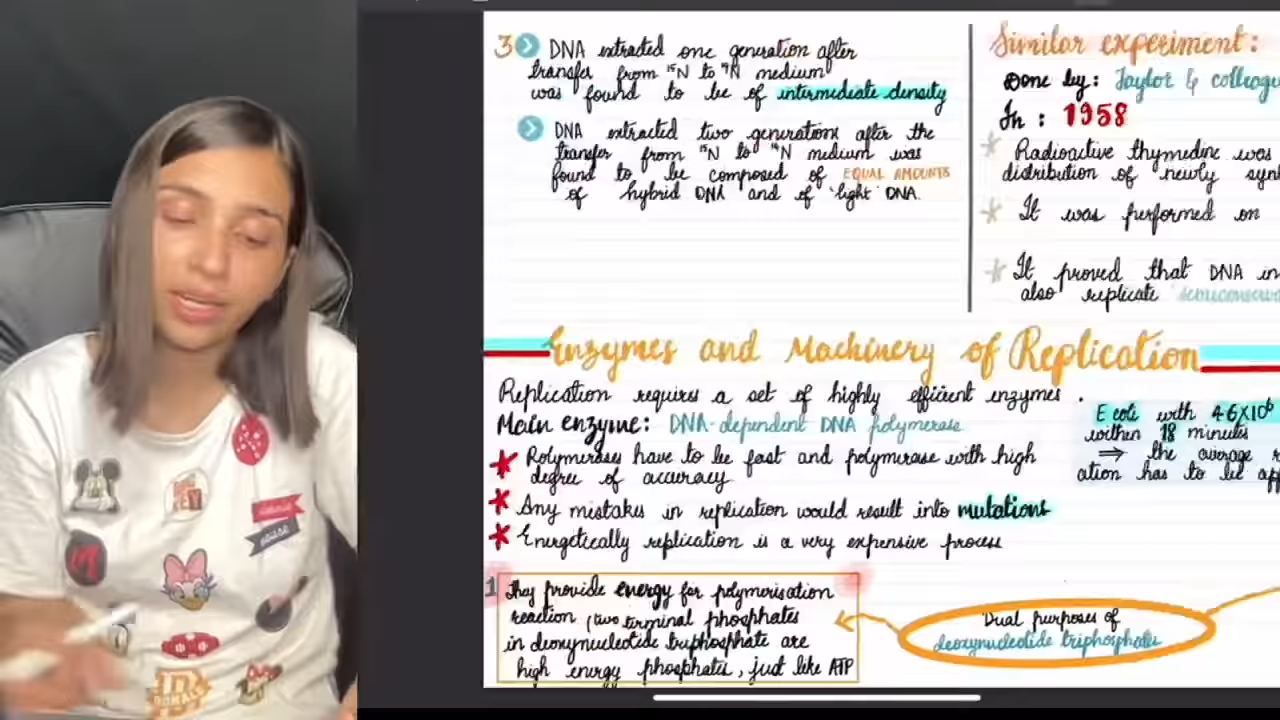 3 DNA extracted one generation after
transfer from ¹⁵N to ¹⁴N medium
was found to be of intermediate density
DNA extracted two generations after the
transfer from ¹⁵N to ¹⁴N medium was
found to be composed of EQUAL AMOUNTS
of hybrid DNA and of 'light' DNA.
Similar experiment:
Done by: Taylor & colleagu
In : 1958
Radioactive thymedine was
distribution of newly syn
It was performed on
It proved that DNA in
also replicate semiconserva
Enzymes and Machinery of Replication
Replication requires a set of highly efficient enzymes.
Main enzyme: DNA-dependent DNA polymerase
Polymerases have to be fast and polymerise with high
degree of accuracy
Any mistakes in replication would result into mutations
Energetically replication is a very expensive process
E coli with 4.6X10⁶
within 18 minutes
⇒ the average r
ation has to be app
1 They provide energy for polymerisation
reaction, (two terminal phosphates
in deoxynucleotide triphosphate are
high energy phosphates, just like ATP
Dual purposes of
deoxynucleotide triphosphates